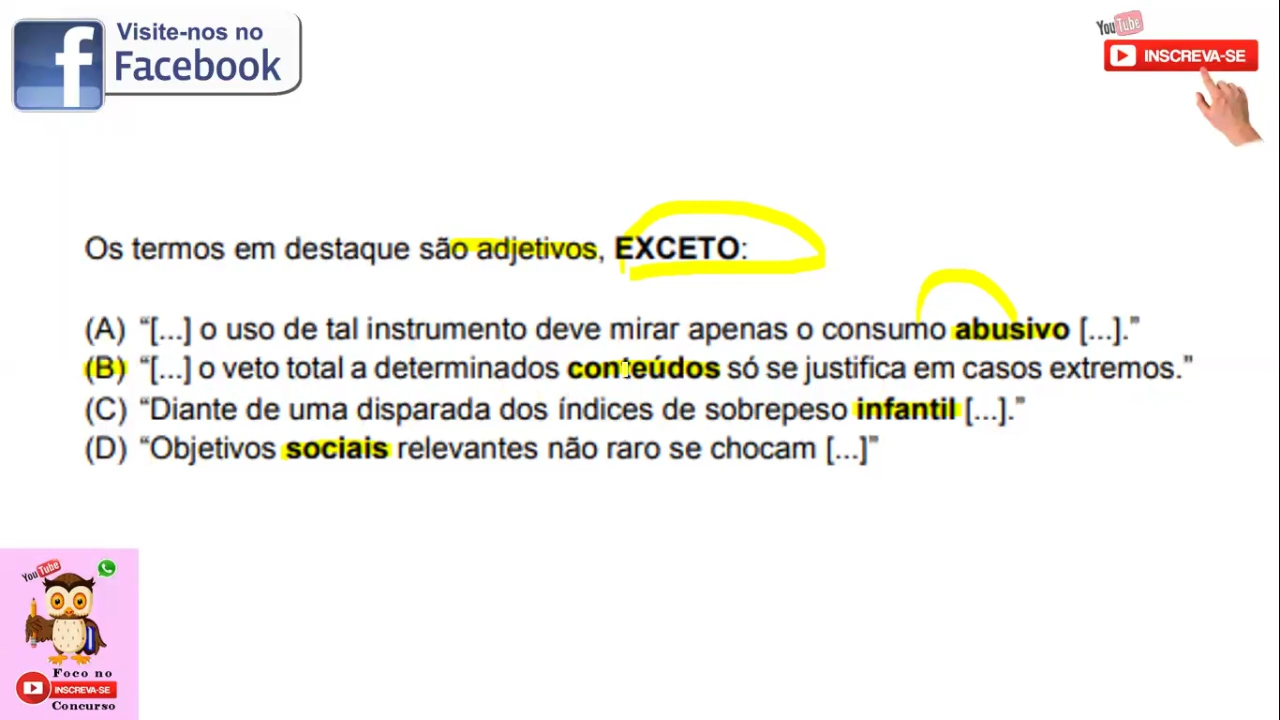 Visite-nos no
Facebook
YouTube
INSCREVA-SE
Os termos em destaque são adjetivos, EXCETO:
(A) “[...] o uso de tal instrumento deve mirar apenas o consumo abusivo [...].”
(B) “[...] o veto total a determinados conteúdos só se justifica em casos extremos.”
(C) “Diante de uma disparada dos índices de sobrepeso infantil [...].”
(D) “Objetivos sociais relevantes não raro se chocam [...]”
YouTube
Foco no
INSCREVA-SE
Concurso